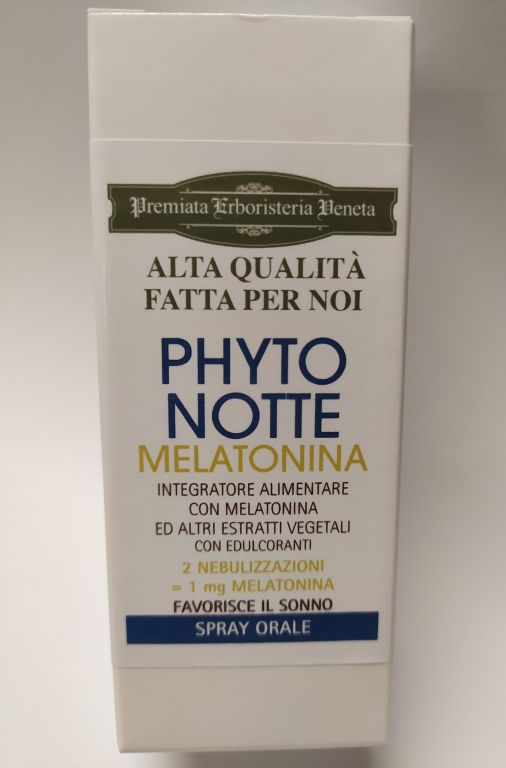 Premiata Erboristeria Veneta
ALTA QUALITÀ
FATTA PER NOI
PHYTO
NOTTE
MELATONINA
INTEGRATORE ALIMENTARE
CON MELATONINA
ED ALTRI ESTRATTI VEGETALI
CON EDULCORANTI
2 NEBULIZZAZIONI
= 1 mg MELATONINA
FAVORISCE IL SONNO
SPRAY ORALE